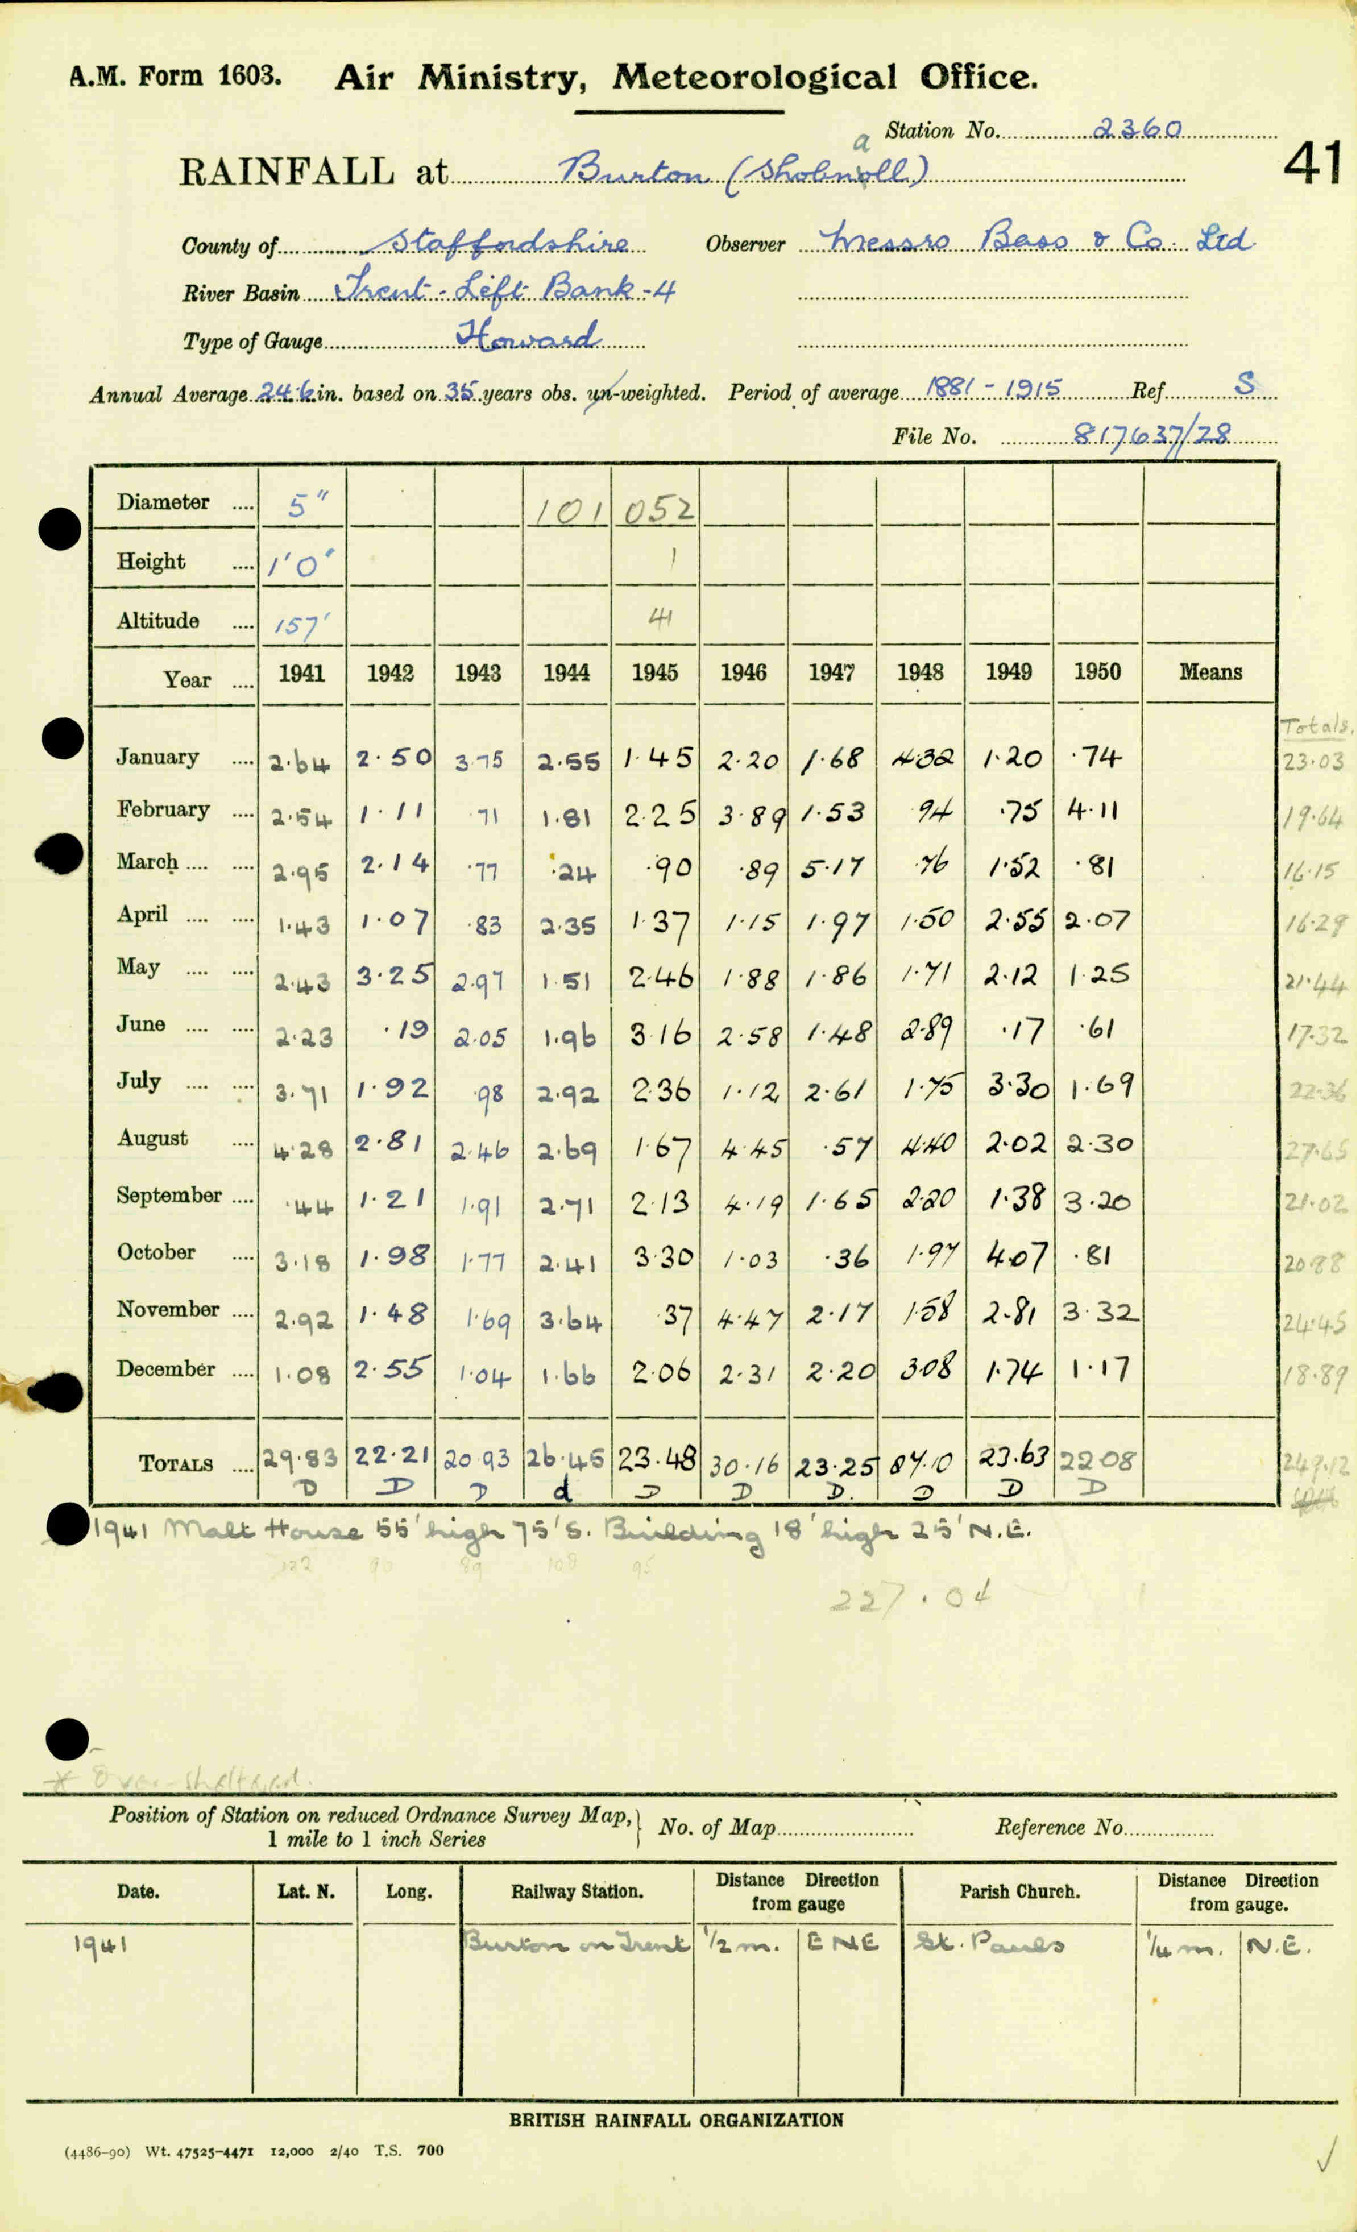 A.M. Form 1603. Air Ministry, Meteorological Office.
Station No. 2360
41
RAINFALL at Burton (Shobnall)
County of Staffordshire Observer Messrs Bass & Co. Ltd
River Basin Trent - Left Bank - 4
Type of Gauge Howard
Annual Average 24.6 in. based on 35 years obs. un-weighted. Period of average 1881 - 1915 Ref. S
File No. 817637/28
Diameter .... 5" 101 052
Height .... 1'0" 1
Altitude .... 157' 41
Year .... 1941 1942 1943 1944 1945 1946 1947 1948 1949 1950 Means
Totals.
January .... 2.64 2.50 3.75 2.55 1.45 2.20 1.68 4.32 1.20 .74 23.03
February .... 2.54 1.11 .71 1.81 2.25 3.89 1.53 .94 .75 4.11 19.64
March .... .... 2.95 2.14 .77 .24 .90 .89 5.17 .76 1.52 .81 16.15
April .... .... 1.43 1.07 .83 2.35 1.37 1.15 1.97 1.50 2.55 2.07 16.29
May .... .... 2.43 3.25 2.97 1.51 2.46 1.88 1.86 1.71 2.12 1.25 21.44
June .... .... 2.23 .19 2.05 1.96 3.16 2.58 1.48 2.89 .17 .61 17.32
July .... .... 3.71 1.92 .98 2.92 2.36 1.12 2.61 1.75 3.30 1.69 22.36
August .... 4.28 2.81 2.46 2.69 1.67 4.45 .57 4.40 2.02 2.30 27.65
September .... .44 1.21 1.91 2.71 2.13 4.19 1.65 2.20 1.38 3.20 21.02
October .... 3.18 1.98 1.77 2.41 3.30 1.03 .36 1.97 4.07 .81 20.88
November .... 2.92 1.48 1.69 3.64 .37 4.47 2.17 1.58 2.81 3.32 24.45
December .... 1.08 2.55 1.04 1.66 2.06 2.31 2.20 3.08 1.74 1.17 18.89
TOTALS .... 29.83 22.21 20.93 26.45 23.48 30.16 23.25 27.10 23.63 22.08 249.12
D D D d D D D. D D D
1941 Malt House 55' high 75' S. Building 18' high 25' N.E.
122 90 89 108 95
227.04
* Over-sheltered.
Position of Station on reduced Ordnance Survey Map, } No. of Map Reference No.
1 mile to 1 inch Series
Date. Lat. N. Long. Railway Station. Distance from gauge Direction Parish Church. Distance from gauge. Direction
1941 Burton on Trent 1/2 m. ENE St. Pauls 1/4 m. N.E.
BRITISH RAINFALL ORGANIZATION
(4486-90) Wt. 47525-4471 12,000 2/40 T.S. 700